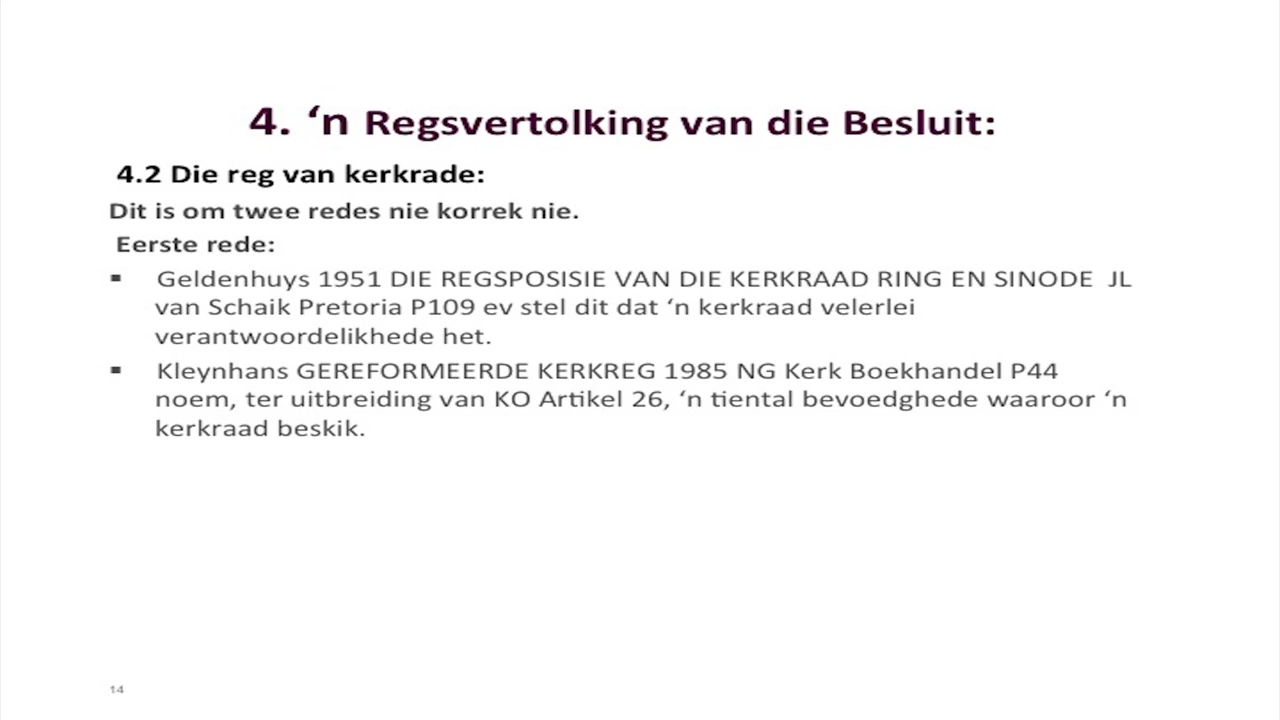 4. ‘n Regsvertolking van die Besluit:
4.2 Die reg van kerkrade:
Dit is om twee redes nie korrek nie.
Eerste rede:
▪ Geldenhuys 1951 DIE REGSPOSISIE VAN DIE KERKRAAD RING EN SINODE JL
van Schaik Pretoria P109 ev stel dit dat ‘n kerkraad velerlei
verantwoordelikhede het.
▪ Kleynhans GEREFORMEERDE KERKREG 1985 NG Kerk Boekhandel P44
noem, ter uitbreiding van KO Artikel 26, ‘n tiental bevoedghede waaroor ‘n
kerkraad beskik.
14